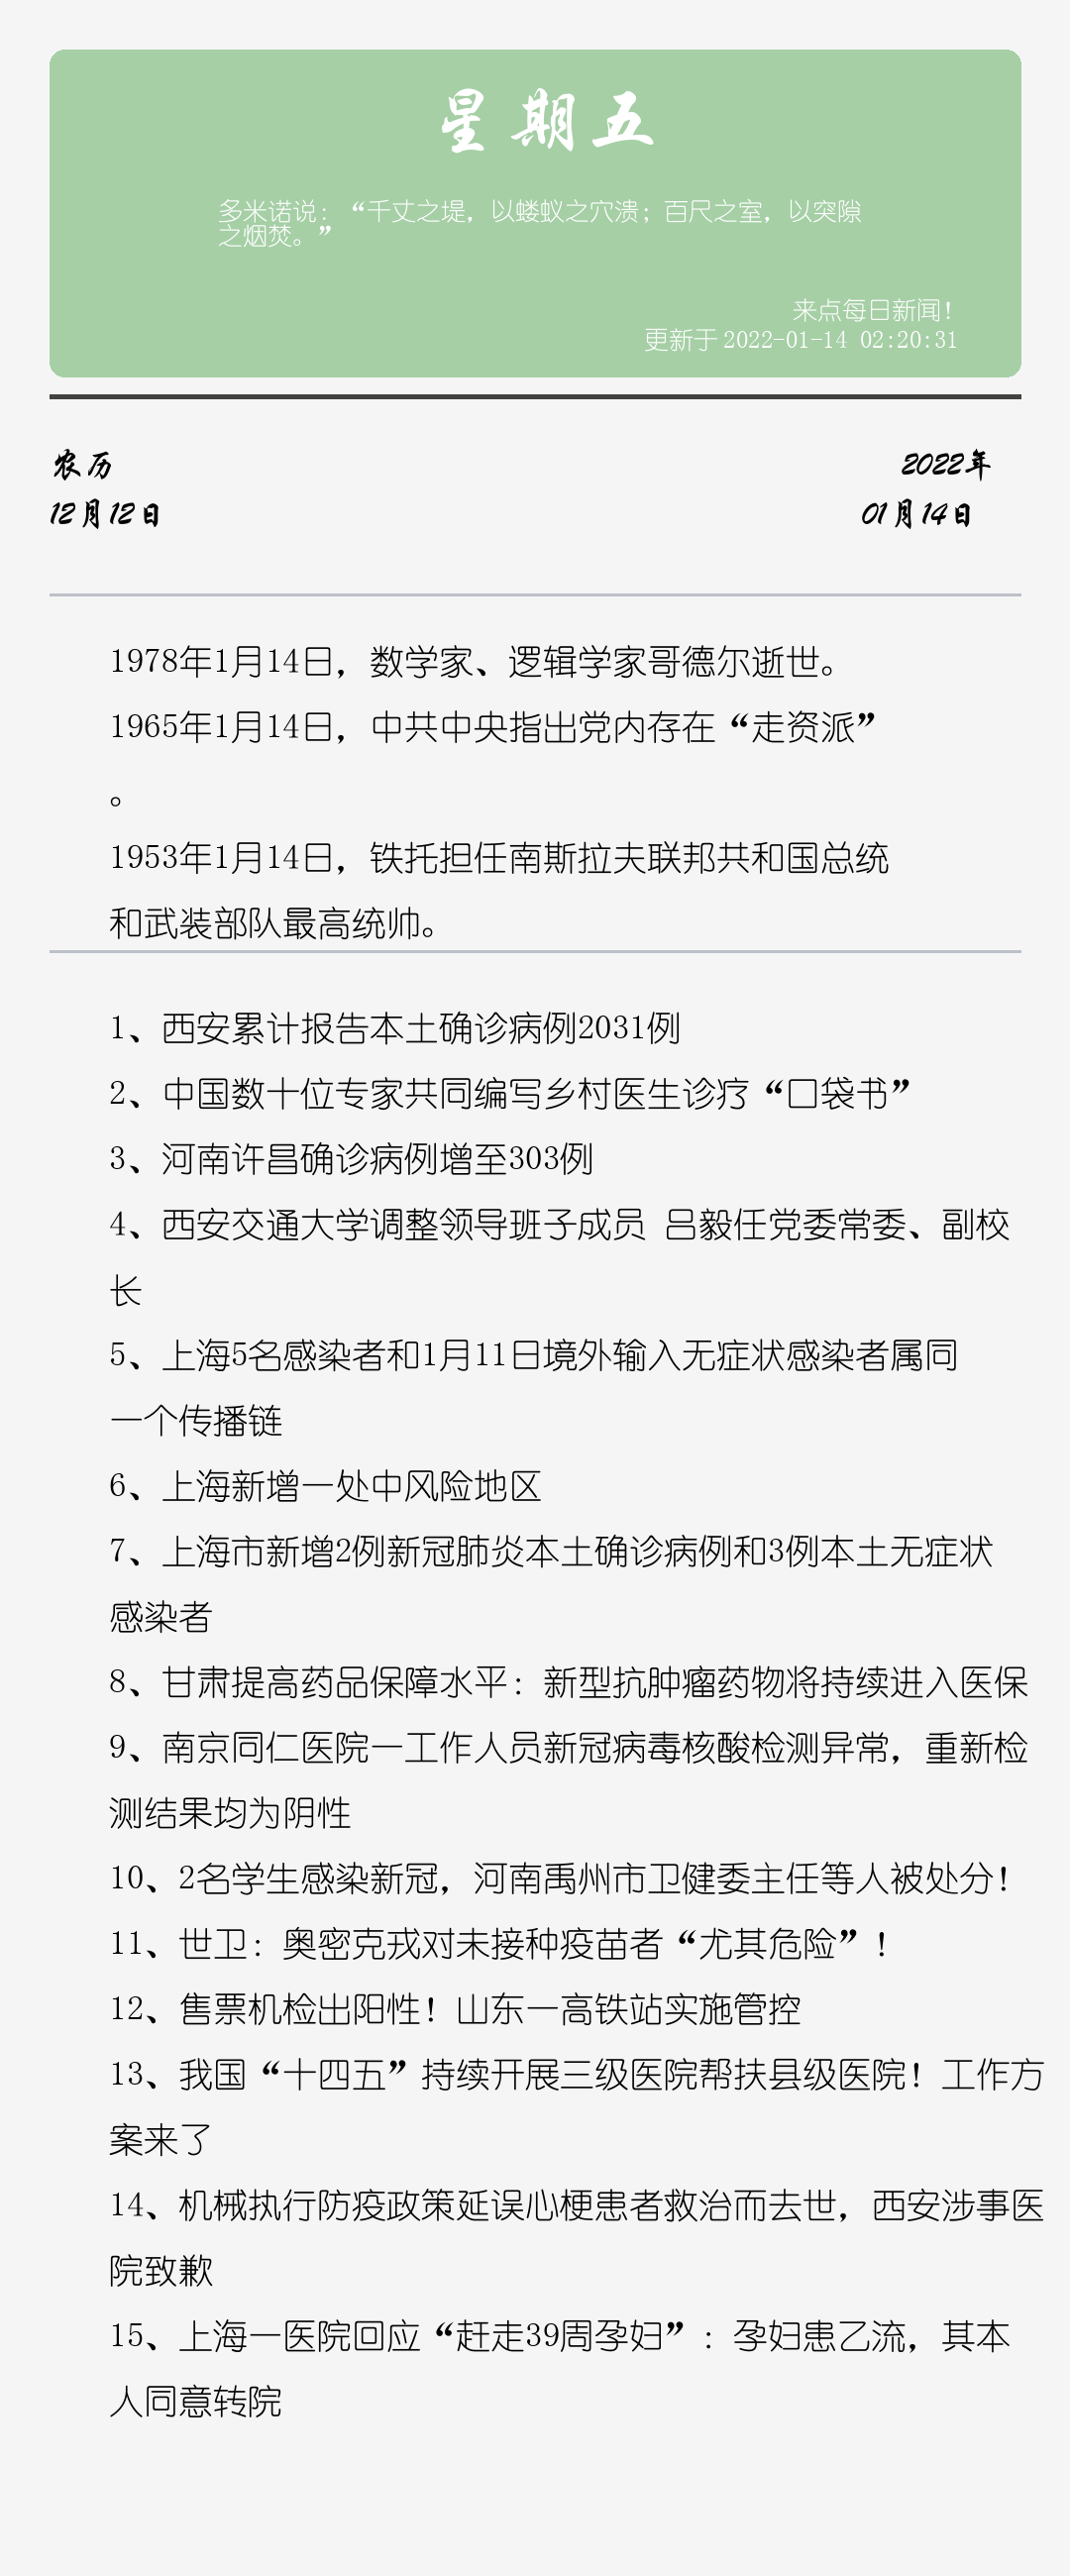 星期五
多米诺说：“千丈之堤，以蝼蚁之穴溃；百尺之室，以突隙
之烟焚。”
来点每日新闻！
更新于 2022-01-14 02:20:31
农历
2022年
12月12日
01月14日
1978年1月14日，数学家、逻辑学家哥德尔逝世。
1965年1月14日，中共中央指出党内存在“走资派”
。
1953年1月14日，铁托担任南斯拉夫联邦共和国总统
和武装部队最高统帅。
1、西安累计报告本土确诊病例2031例
2、中国数十位专家共同编写乡村医生诊疗“口袋书”
3、河南许昌确诊病例增至303例
4、西安交通大学调整领导班子成员 吕毅任党委常委、副校
长
5、上海5名感染者和1月11日境外输入无症状感染者属同
一个传播链
6、上海新增一处中风险地区
7、上海市新增2例新冠肺炎本土确诊病例和3例本土无症状
感染者
8、甘肃提高药品保障水平：新型抗肿瘤药物将持续进入医保
9、南京同仁医院一工作人员新冠病毒核酸检测异常，重新检
测结果均为阴性
10、2名学生感染新冠，河南禹州市卫健委主任等人被处分！
11、世卫：奥密克戎对未接种疫苗者“尤其危险”！
12、售票机检出阳性！山东一高铁站实施管控
13、我国“十四五”持续开展三级医院帮扶县级医院！工作方
案来了
14、机械执行防疫政策延误心梗患者救治而去世，西安涉事医
院致歉
15、上海一医院回应“赶走39周孕妇”：孕妇患乙流，其本
人同意转院